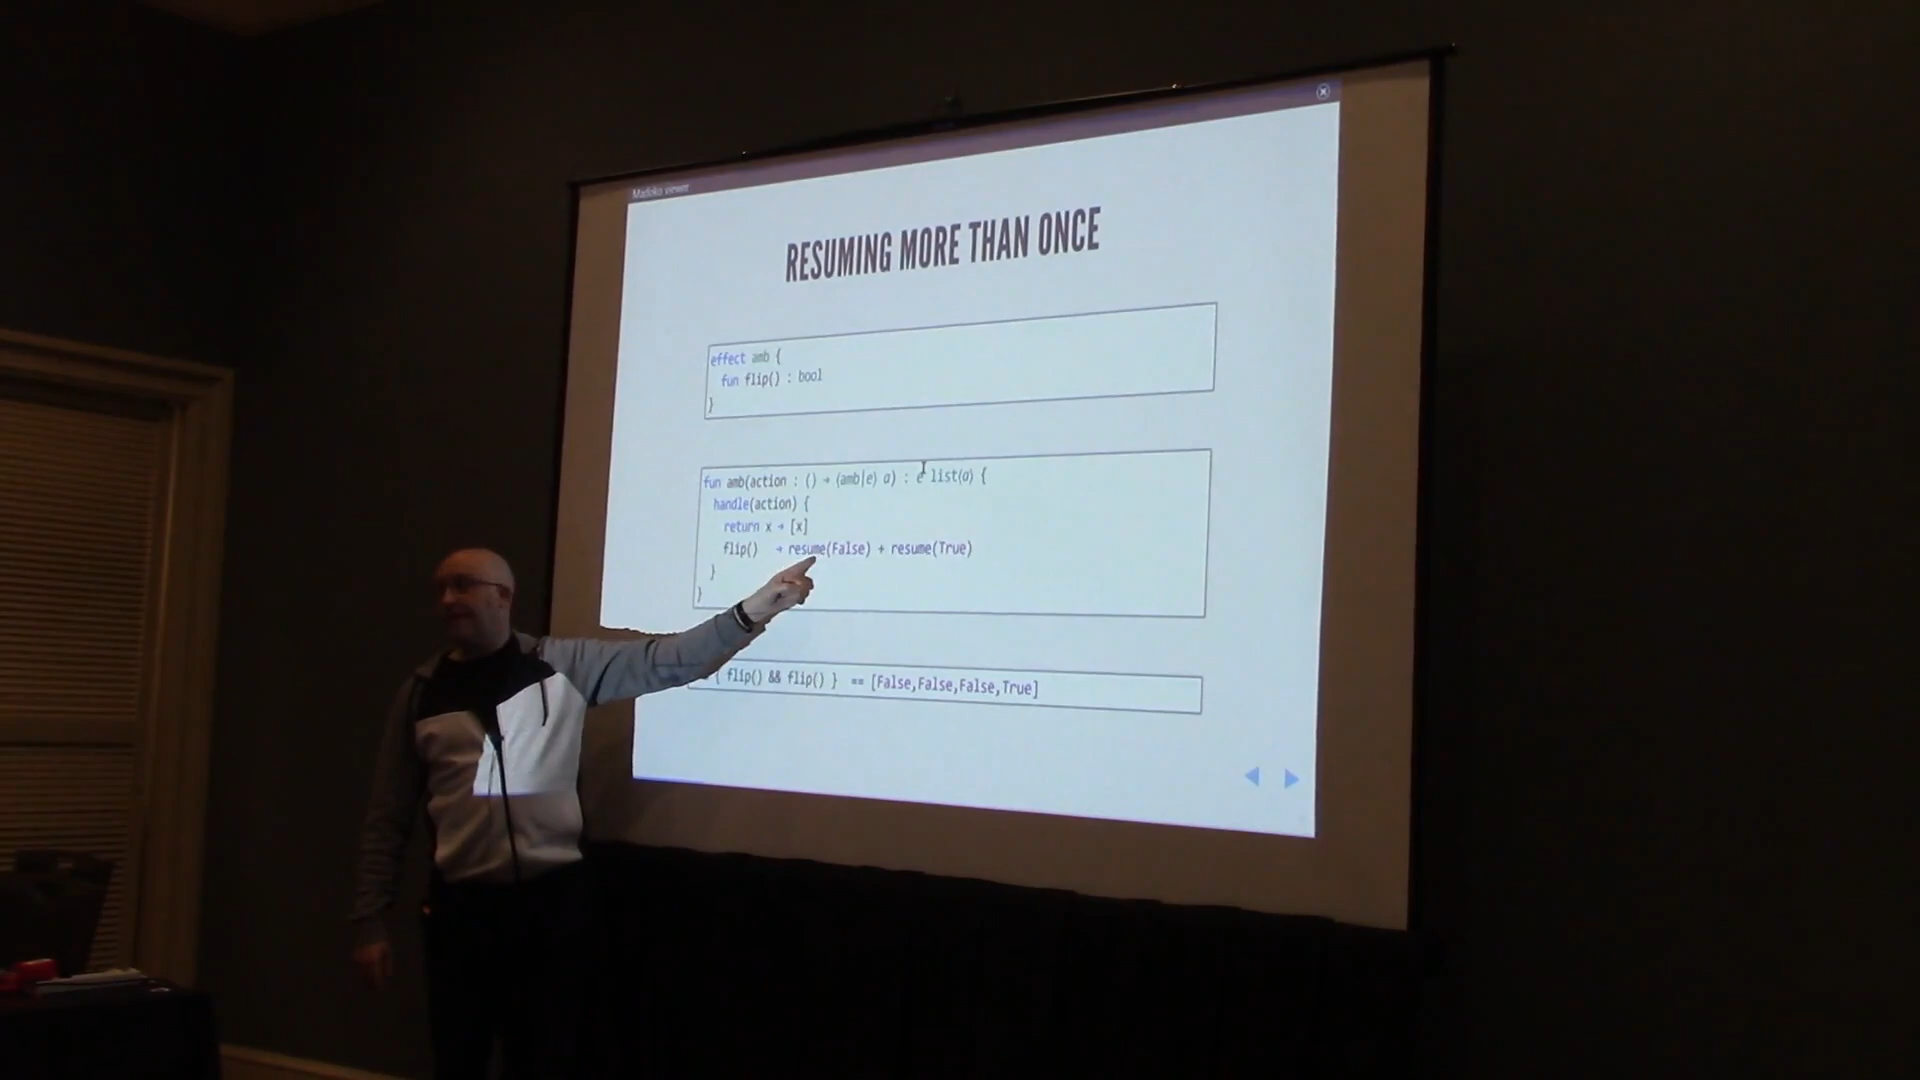 Madoko viewer
RESUMING MORE THAN ONCE
effect amb {
fun flip() : bool
}
fun amb(action : () → ⟨amb|e⟩ a) : e list⟨a⟩ {
handle(action) {
return x → [x]
flip() → resume(False) + resume(True)
}
}
{ flip() && flip() } == [False,False,False,True]